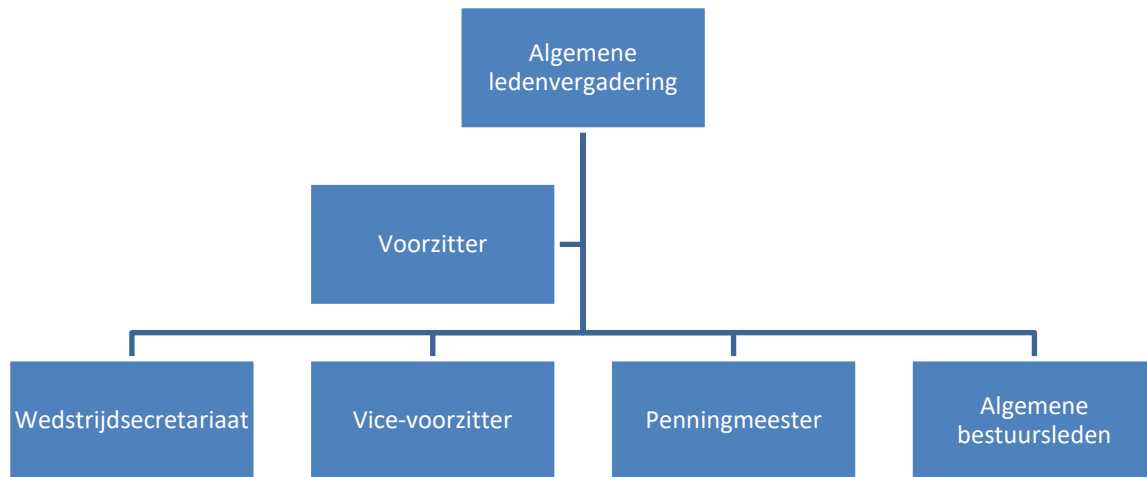 Algemene
ledenvergadering
Voorzitter
Wedstrijdsecretariaat
Vice-voorzitter
Penningmeester
Algemene
bestuursleden